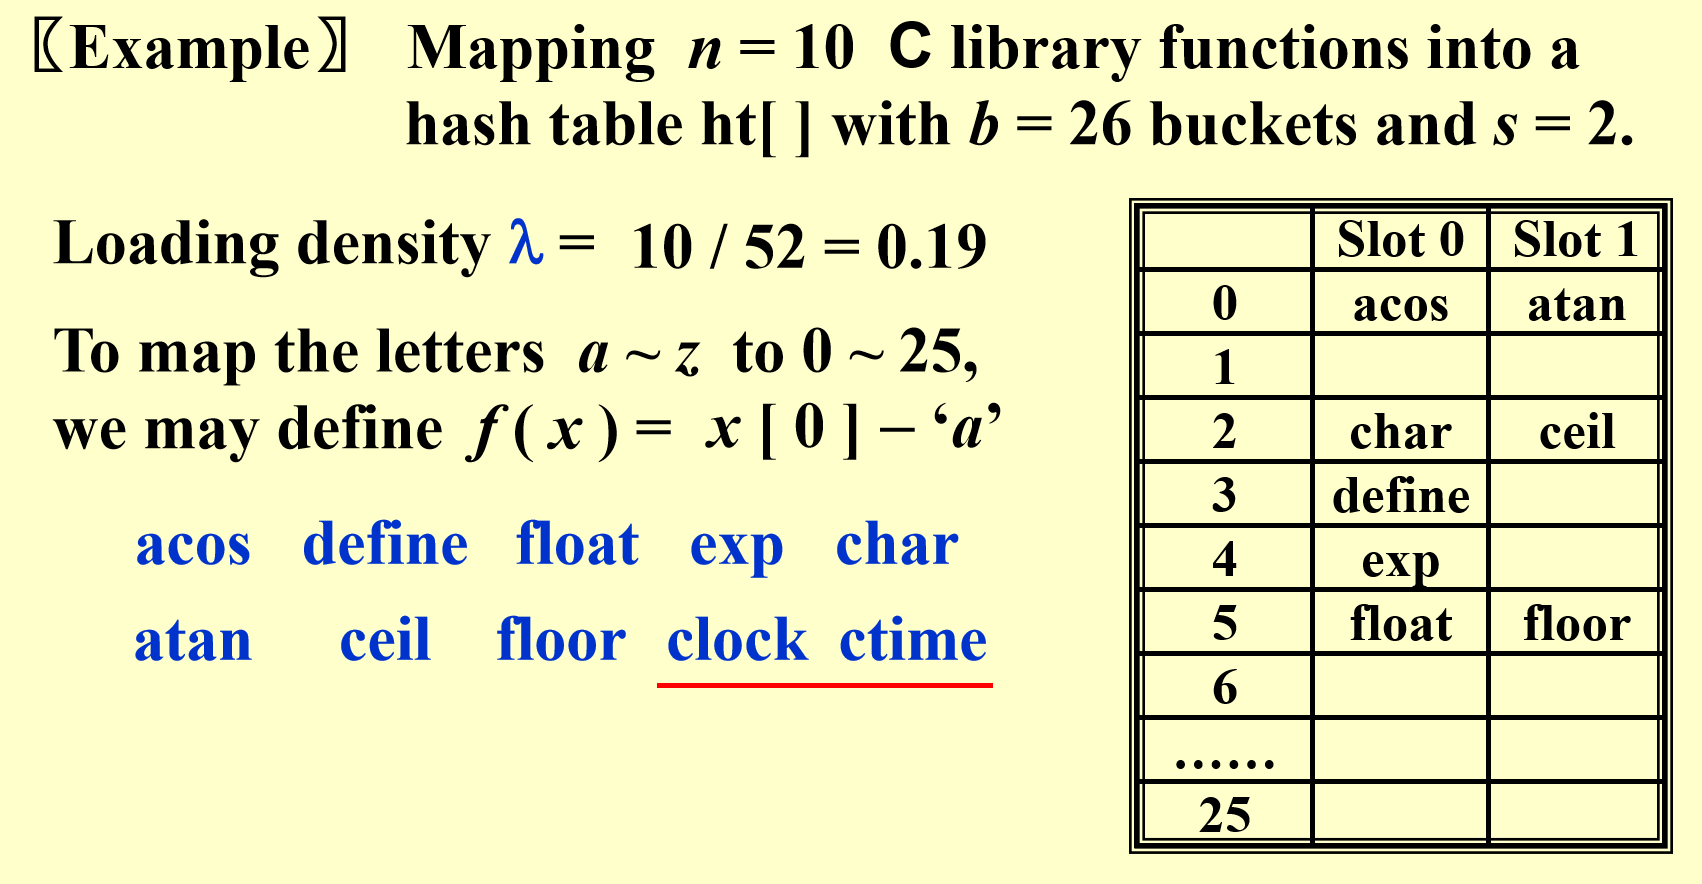 〖Example〗 Mapping n = 10 C library functions into a
hash table ht[ ] with b = 26 buckets and s = 2.
Loading density λ = 10 / 52 = 0.19
To map the letters a ~ z to 0 ~ 25,
we may define f ( x ) = x [ 0 ] – ‘a’
acos define float exp char
atan ceil floor clock ctime
Slot 0 Slot 1
0 acos atan
1
2 char ceil
3 define
4 exp
5 float floor
6
……
25